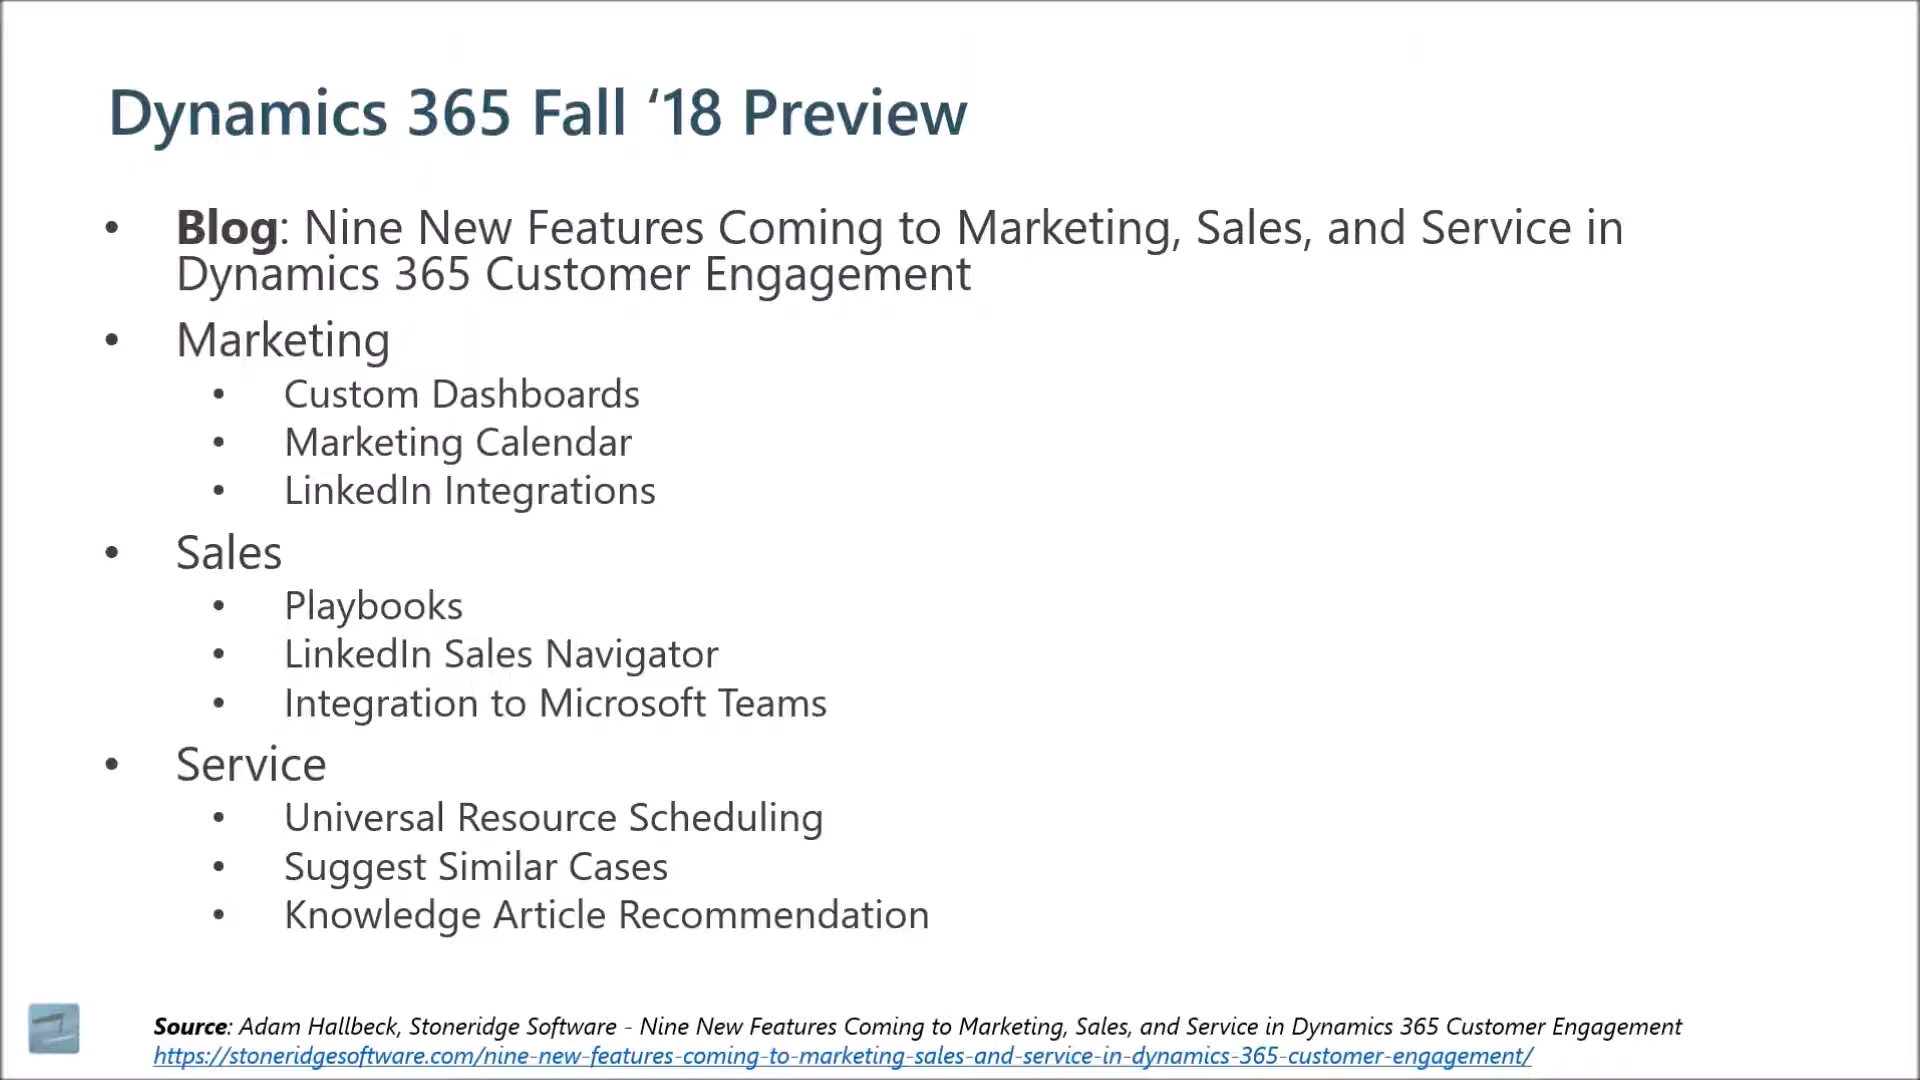 Dynamics 365 Fall ‘18 Preview
• Blog: Nine New Features Coming to Marketing, Sales, and Service in
Dynamics 365 Customer Engagement
• Marketing
• Custom Dashboards
• Marketing Calendar
• LinkedIn Integrations
• Sales
• Playbooks
• LinkedIn Sales Navigator
• Integration to Microsoft Teams
• Service
• Universal Resource Scheduling
• Suggest Similar Cases
• Knowledge Article Recommendation
Source: Adam Hallbeck, Stoneridge Software - Nine New Features Coming to Marketing, Sales, and Service in Dynamics 365 Customer Engagement
https://stoneridgesoftware.com/nine-new-features-coming-to-marketing-sales-and-service-in-dynamics-365-customer-engagement/